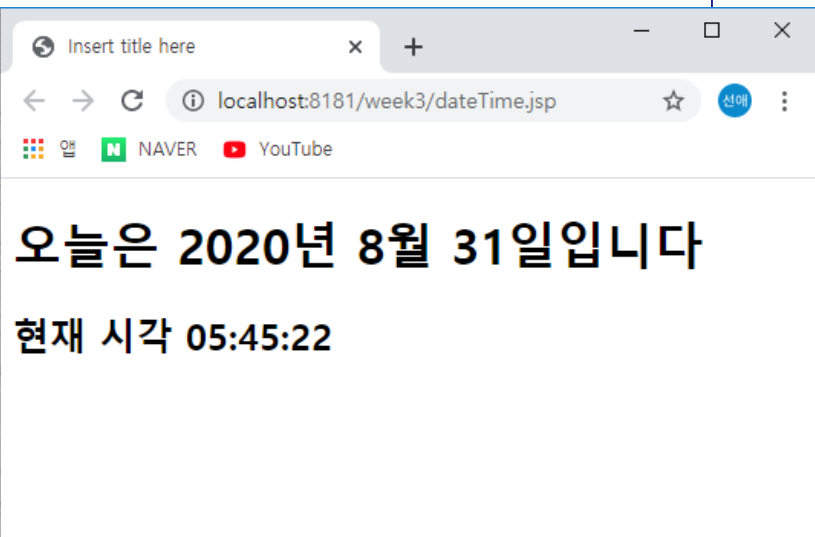 Insert title here
localhost:8181/week3/dateTime.jsp
선애
앱 NAVER YouTube
오늘은 2020년 8월 31일입니다
현재 시각 05:45:22